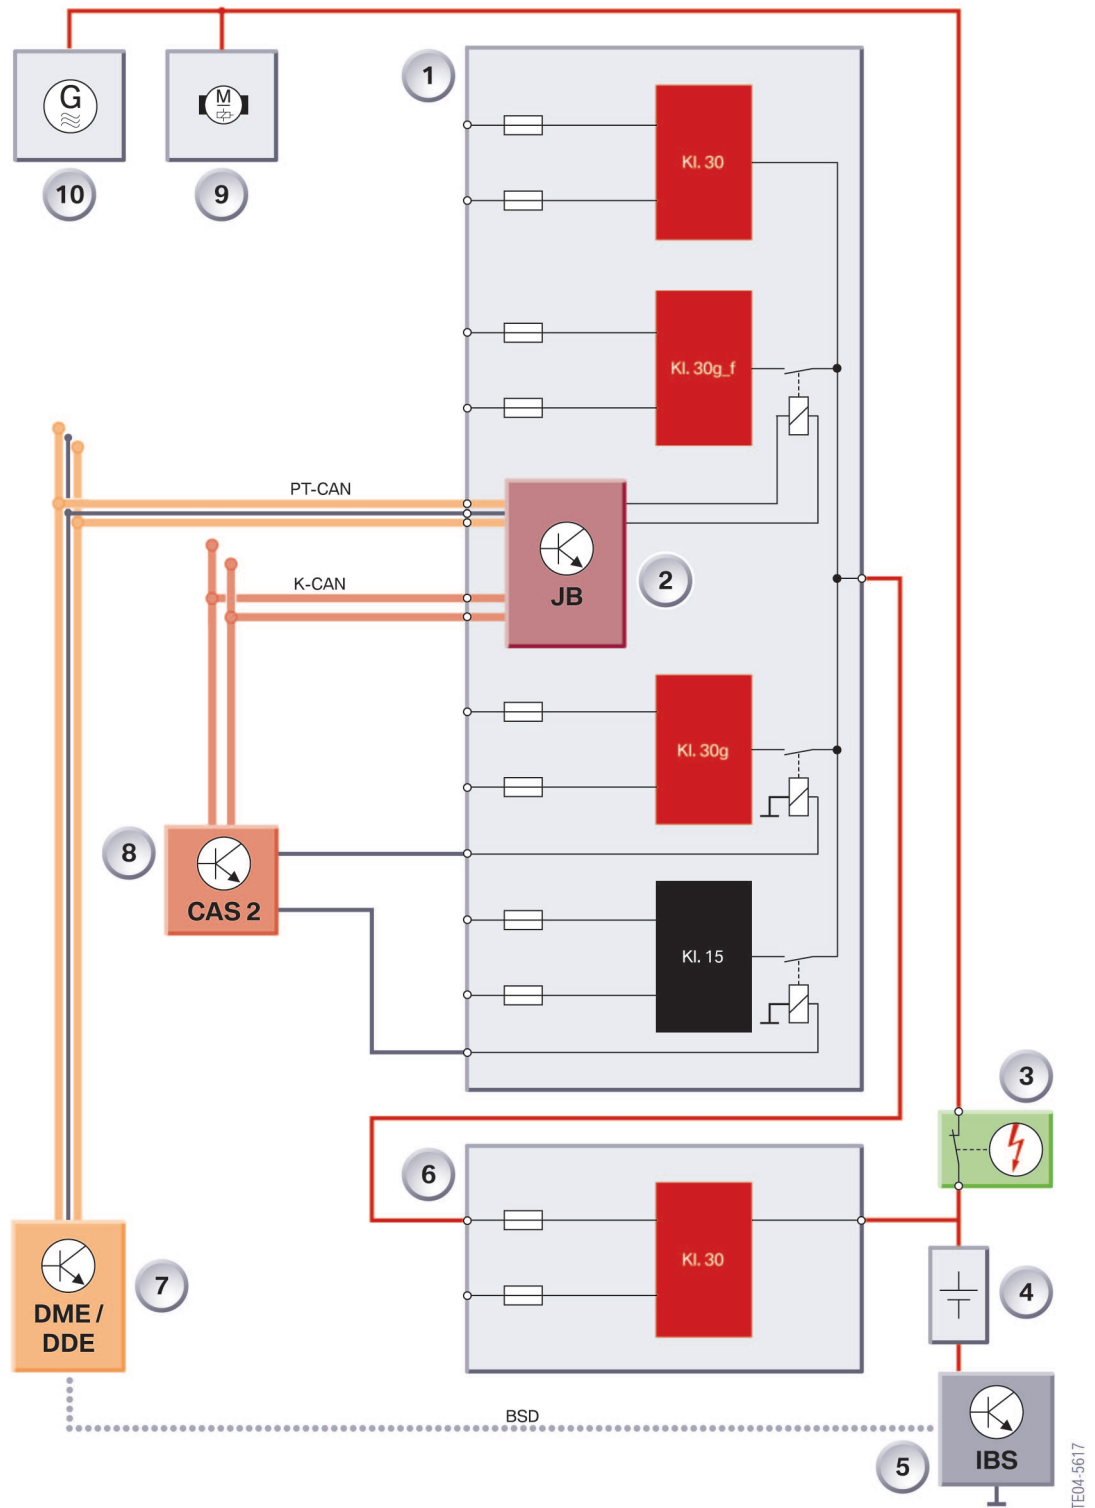 G
M
1
10
9
Kl. 30
Kl. 30g_f
PT-CAN
K-CAN
JB
2
Kl. 30g
8
CAS 2
Kl. 15
3
6
Kl. 30
7
4
DME /
DDE
BSD
5
IBS
TE04-5617